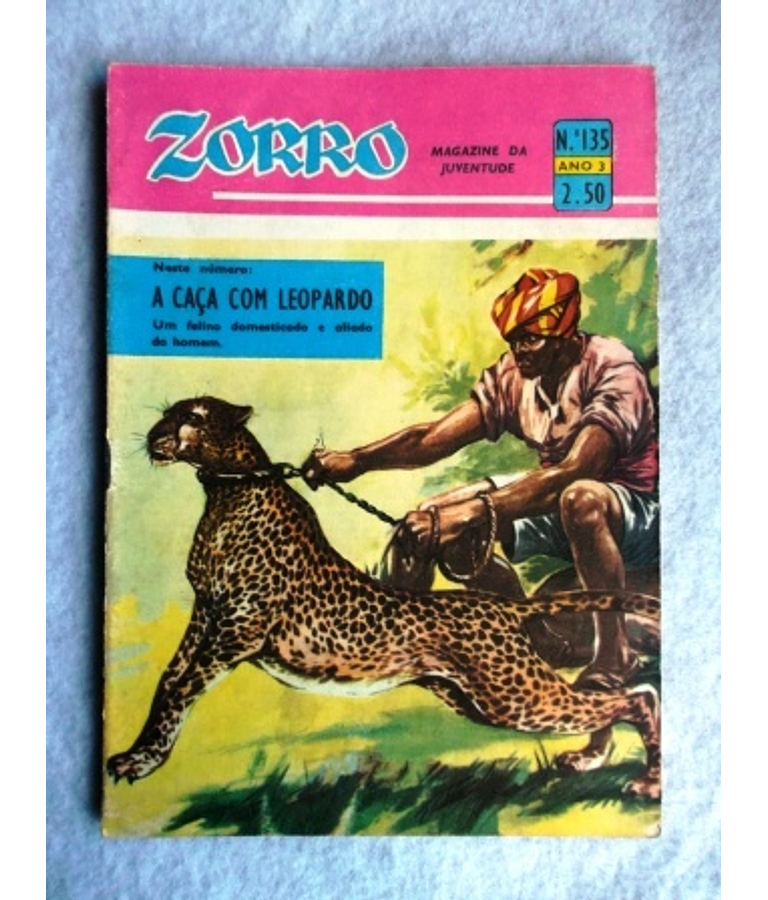 ZORRO
MAGAZINE DA
JUVENTUDE
N.º 135
ANO 3
2.50
Neste número:
A CAÇA COM LEOPARDO
Um felino domesticado e aliado
do homem.